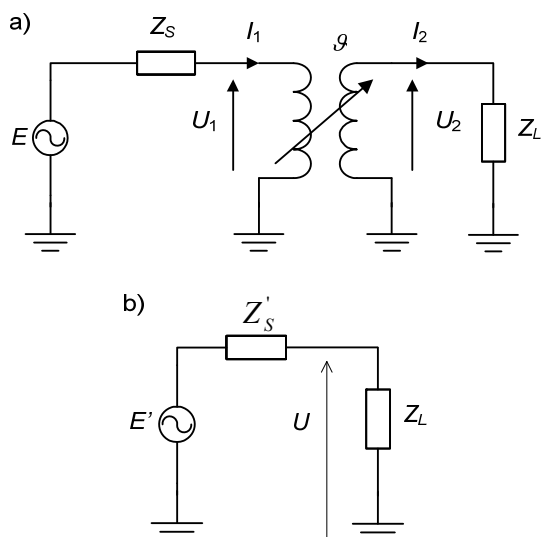 a)
Z_S I_1 ϑ I_2
E U_1 U_2 Z_L
b)
Z'_S
E' U Z_L